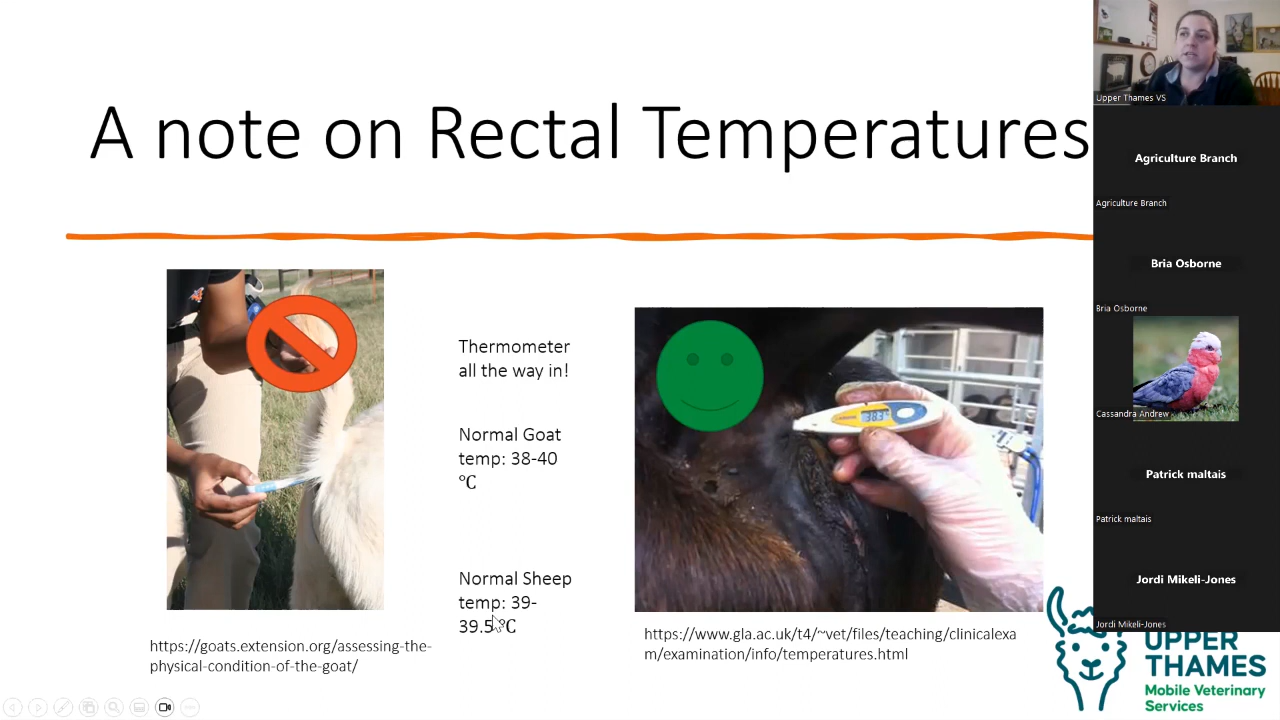 A note on Rectal Temperatures
Thermometer
all the way in!
Normal Goat
temp: 38-40
℃
Normal Sheep
temp: 39-
39.5℃
38.3
https://goats.extension.org/assessing-the-
physical-condition-of-the-goat/
https://www.gla.ac.uk/t4/~vet/files/teaching/clinicalexa
m/examination/info/temperatures.html
UPPER
THAMES
Mobile Veterinary
Services
Upper Thames VS
Agriculture Branch
Agriculture Branch
Bria Osborne
Bria Osborne
Cassandra Andrew
Patrick maltais
Patrick maltais
Jordi Mikeli-Jones
Jordi Mikeli-Jones